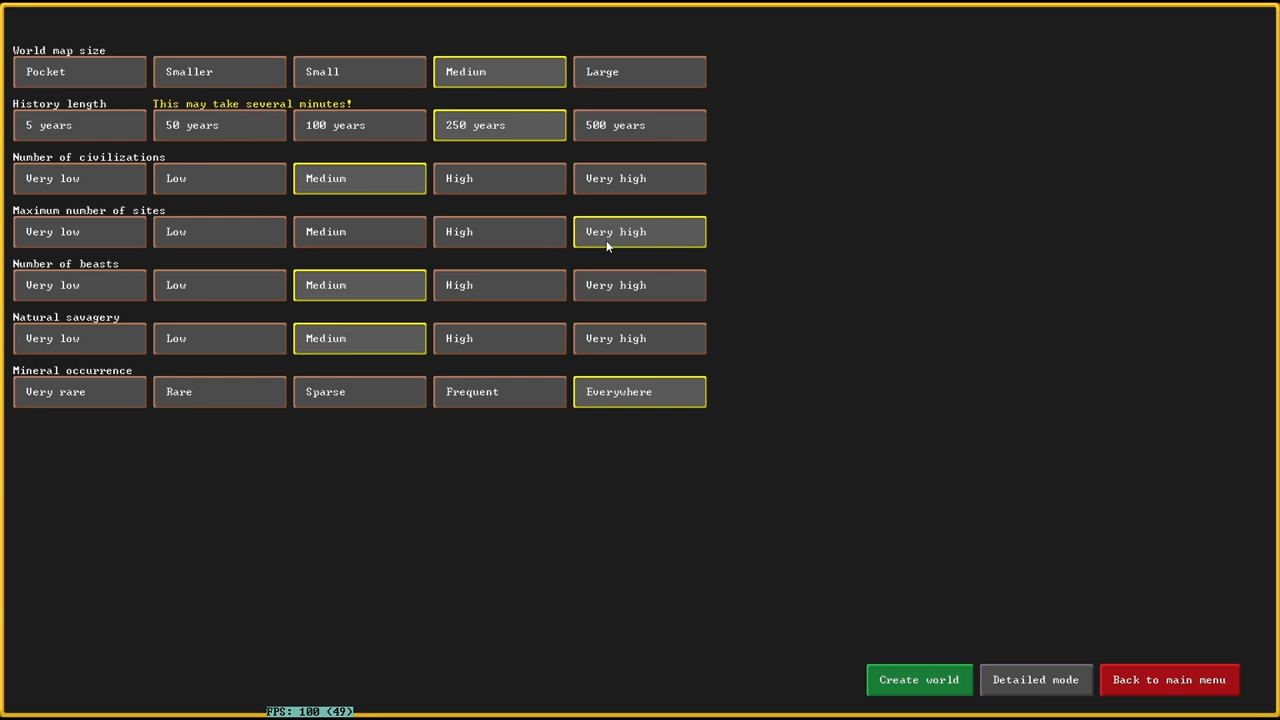 World map size
Pocket Smaller Small Medium Large
History length This may take several minutes!
5 years 50 years 100 years 250 years 500 years
Number of civilizations
Very low Low Medium High Very high
Maximum number of sites
Very low Low Medium High Very high
Number of beasts
Very low Low Medium High Very high
Natural savagery
Very low Low Medium High Very high
Mineral occurrence
Very rare Rare Sparse Frequent Everywhere
Create world Detailed mode Back to main menu
FPS: 100 (49)